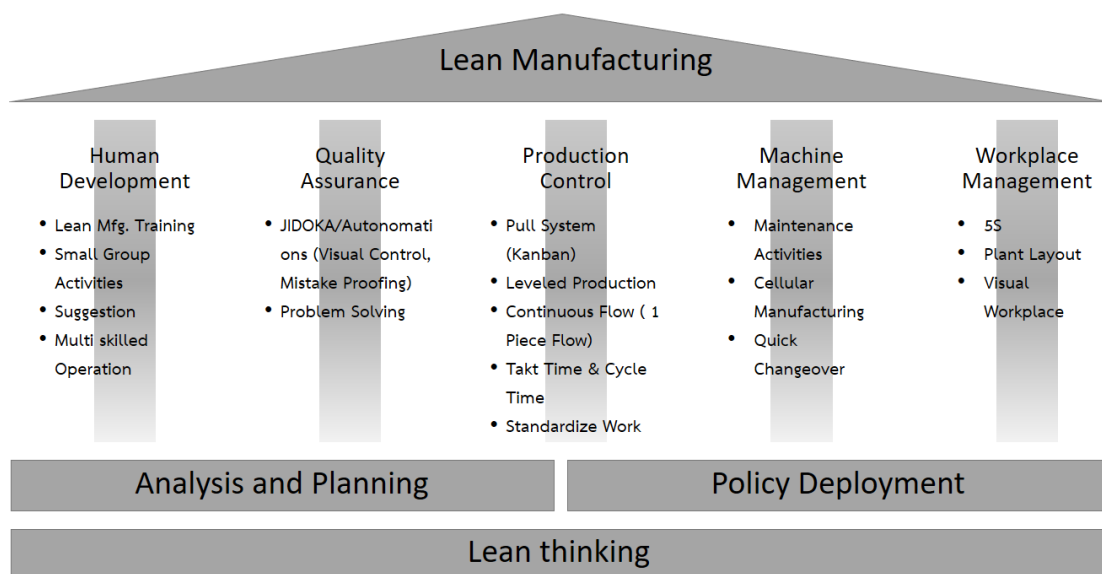 Lean Manufacturing
Human
Development
• Lean Mfg. Training
• Small Group
Activities
• Suggestion
• Multi skilled
Operation
Quality
Assurance
• JIDOKA/Autonomati
ons (Visual Control,
Mistake Proofing)
• Problem Solving
Production
Control
• Pull System
(Kanban)
• Leveled Production
• Continuous Flow ( 1
Piece Flow)
• Takt Time & Cycle
Time
• Standardize Work
Machine
Management
• Maintenance
Activities
• Cellular
Manufacturing
• Quick
Changeover
Workplace
Management
• 5S
• Plant Layout
• Visual
Workplace
Analysis and Planning
Policy Deployment
Lean thinking